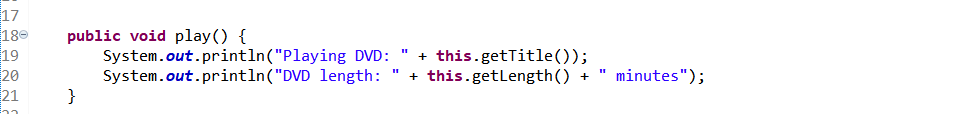 17
18 public void play() {
19 System.out.println("Playing DVD: " + this.getTitle());
20 System.out.println("DVD length: " + this.getLength() + " minutes");
21 }